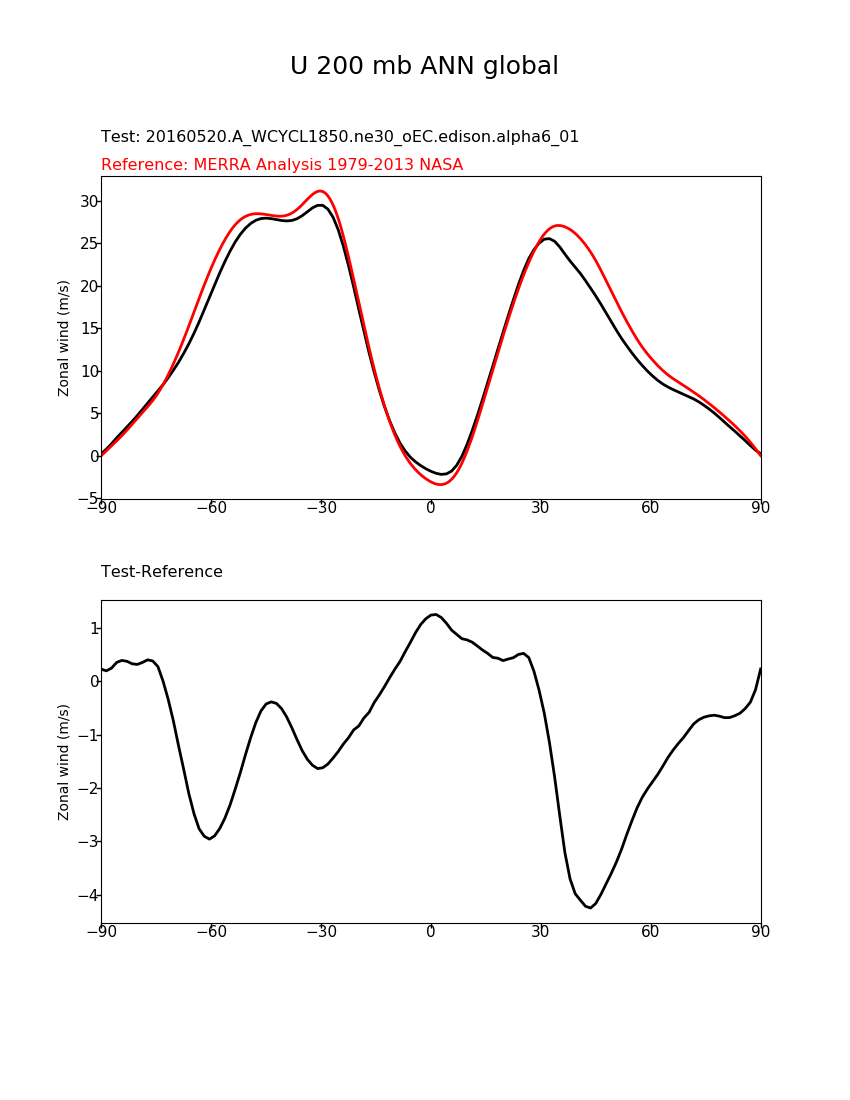 U 200 mb ANN global
Test: 20160520.A_WCYCL1850.ne30_oEC.edison.alpha6_01
Reference: MERRA Analysis 1979-2013 NASA
30
25
20
15
10
5
0
−5
Zonal wind (m/s)
−90 −60 −30 0 30 60 90
Test-Reference
1
0
−1
−2
−3
−4
Zonal wind (m/s)
−90 −60 −30 0 30 60 90